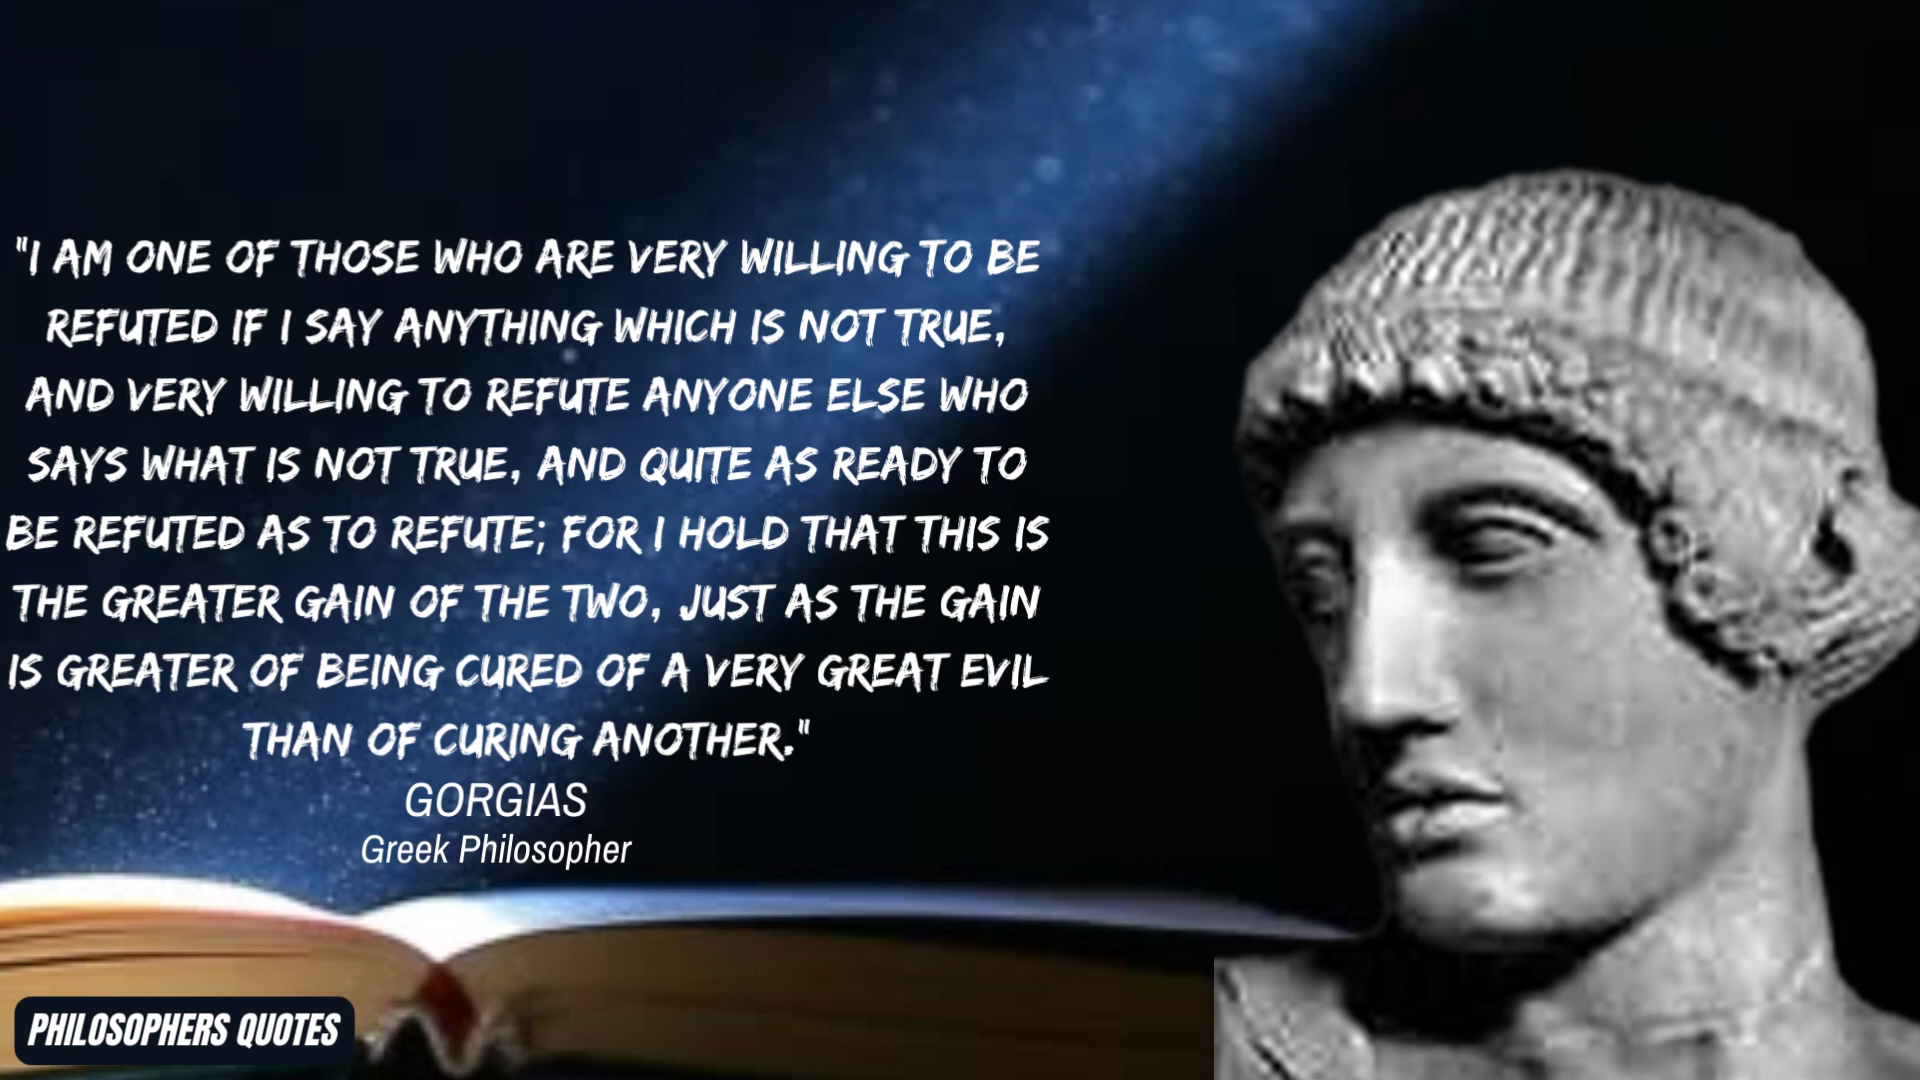 "I AM ONE OF THOSE WHO ARE VERY WILLING TO BE
REFUTED IF I SAY ANYTHING WHICH IS NOT TRUE,
AND VERY WILLING TO REFUTE ANYONE ELSE WHO
SAYS WHAT IS NOT TRUE, AND QUITE AS READY TO
BE REFUTED AS TO REFUTE; FOR I HOLD THAT THIS IS
THE GREATER GAIN OF THE TWO, JUST AS THE GAIN
IS GREATER OF BEING CURED OF A VERY GREAT EVIL
THAN OF CURING ANOTHER."
GORGIAS
Greek Philosopher
PHILOSOPHERS QUOTES